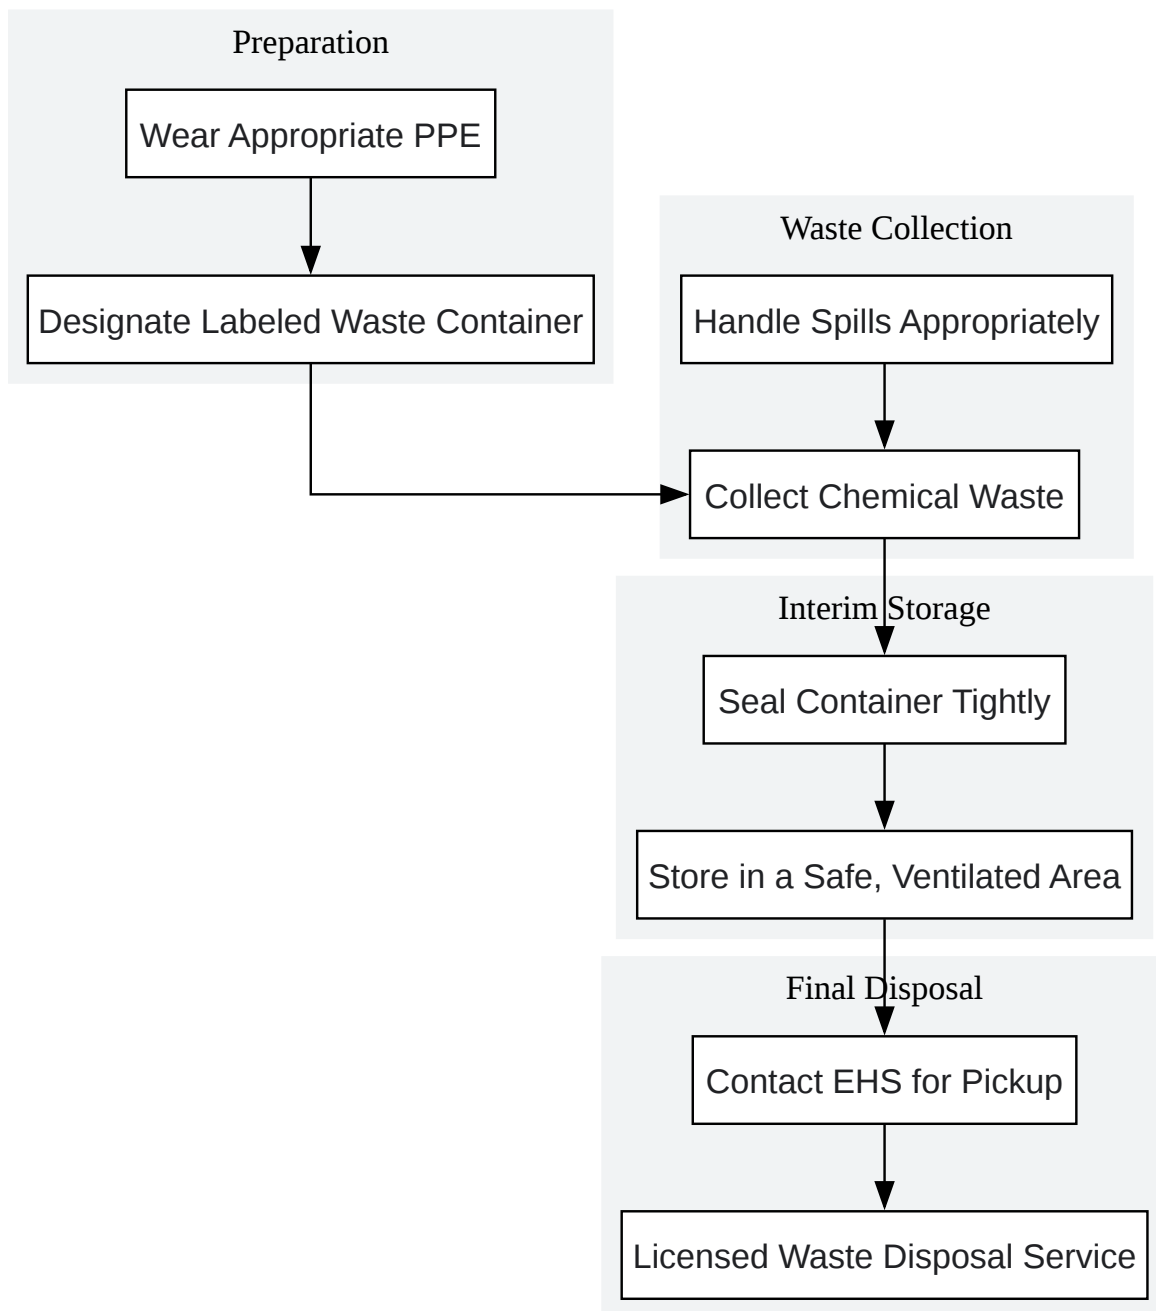 Preparation
Wear Appropriate PPE
Designate Labeled Waste Container
Waste Collection
Handle Spills Appropriately
Collect Chemical Waste
Interim Storage
Seal Container Tightly
Store in a Safe, Ventilated Area
Final Disposal
Contact EHS for Pickup
Licensed Waste Disposal Service